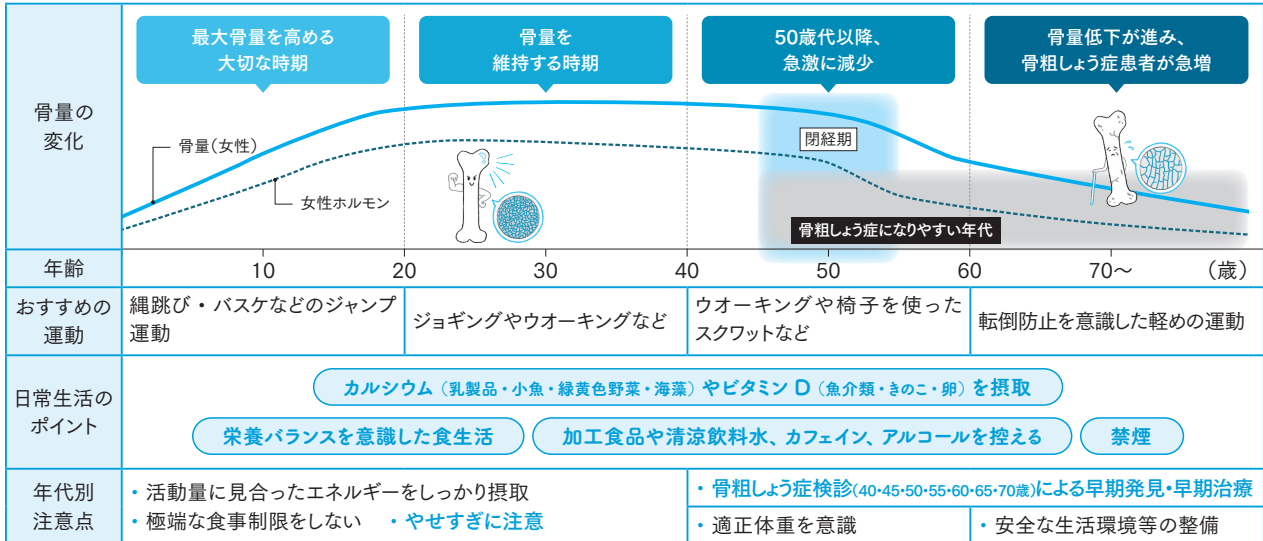 骨量の
変化
最大骨量を高める
大切な時期
骨量を
維持する時期
50歳代以降、
急激に減少
骨量低下が進み、
骨粗しょう症患者が急増
骨量(女性)
女性ホルモン
閉経期
骨粗しょう症になりやすい年代
年齢
10
20
30
40
50
60
70〜
(歳)
おすすめの
運動
縄跳び・バスケなどのジャンプ
運動
ジョギングやウオーキングなど
ウオーキングや椅子を使った
スクワットなど
転倒防止を意識した軽めの運動
日常生活の
ポイント
カルシウム(乳製品・小魚・緑黄色野菜・海藻)やビタミンD(魚介類・きのこ・卵)を摂取
栄養バランスを意識した食生活
加工食品や清涼飲料水、カフェイン、アルコールを控える
禁煙
年代別
注意点
・活動量に見合ったエネルギーをしっかり摂取
・極端な食事制限をしない ・やせすぎに注意
・骨粗しょう症検診(40・45・50・55・60・65・70歳)による早期発見・早期治療
・適正体重を意識
・安全な生活環境等の整備